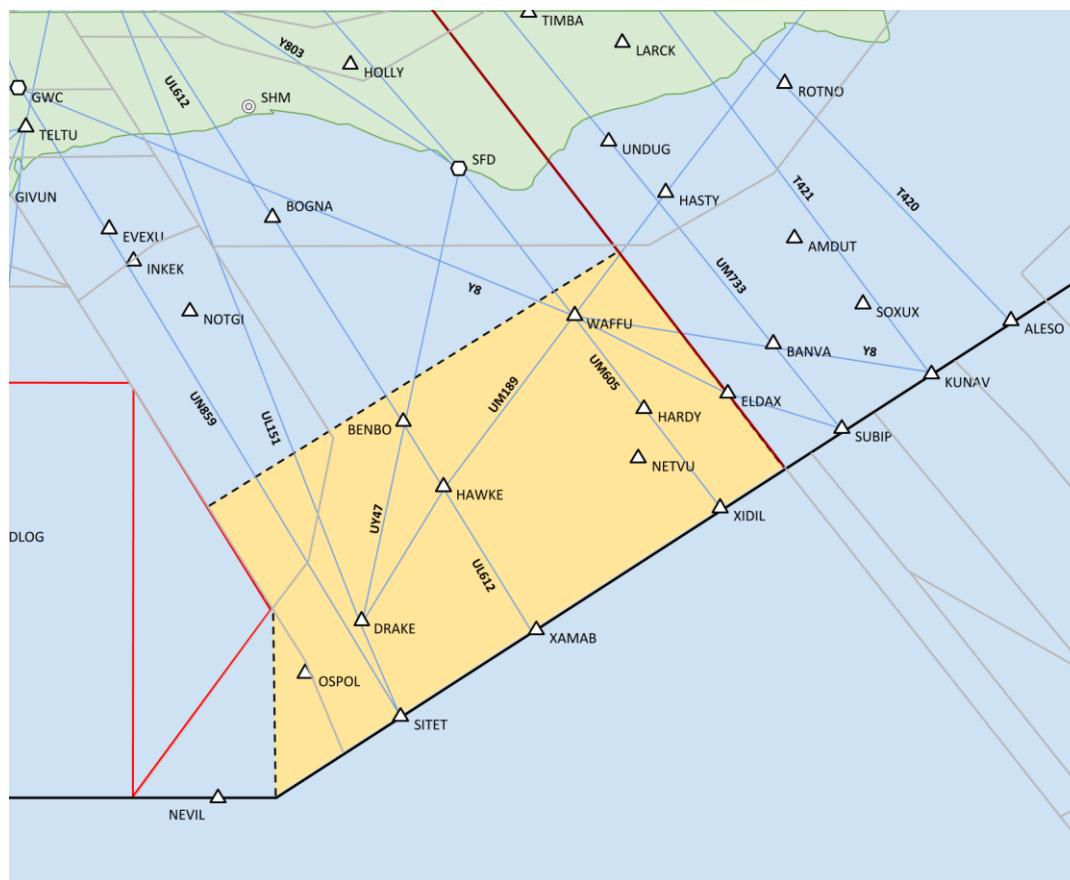 TIMBA
LARCK
Y803
HOLLY
ROTNO
GWC
UL612
SHM
TELTU
UNDUG
SFD
T421
T420
GIVUN
HASTY
BOGNA
EVEXU
AMDUT
INKEK
UM733
Y8
NOTGI
SOXUX
WAFFU
ALESO
BANVA
Y8
KUNAV
UM605
UM189
ELDAX
UN859
UL151
HARDY
BENBO
SUBIP
NETVU
HAWKE
UY47
XIDIL
DLOG
UL612
DRAKE
XAMAB
OSPOL
SITET
NEVIL